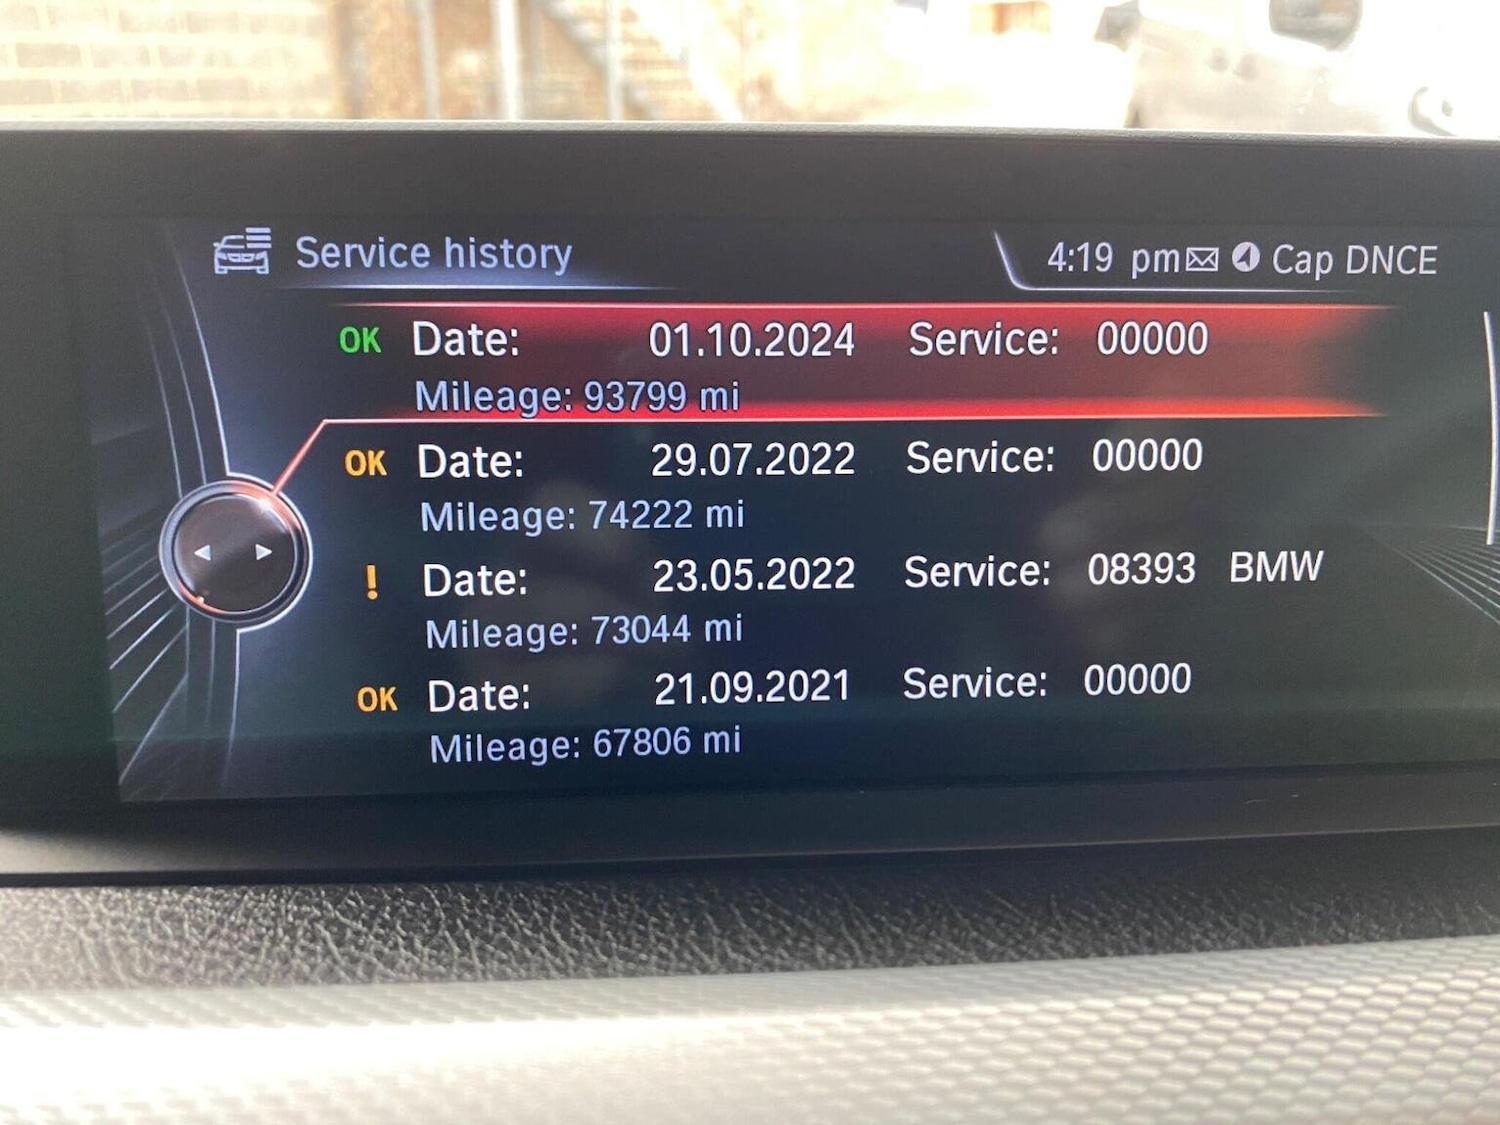 Service history 4:19 pm Cap DNCE
OK Date: 01.10.2024 Service: 00000
Mileage: 93799 mi
OK Date: 29.07.2022 Service: 00000
Mileage: 74222 mi
! Date: 23.05.2022 Service: 08393 BMW
Mileage: 73044 mi
OK Date: 21.09.2021 Service: 00000
Mileage: 67806 mi